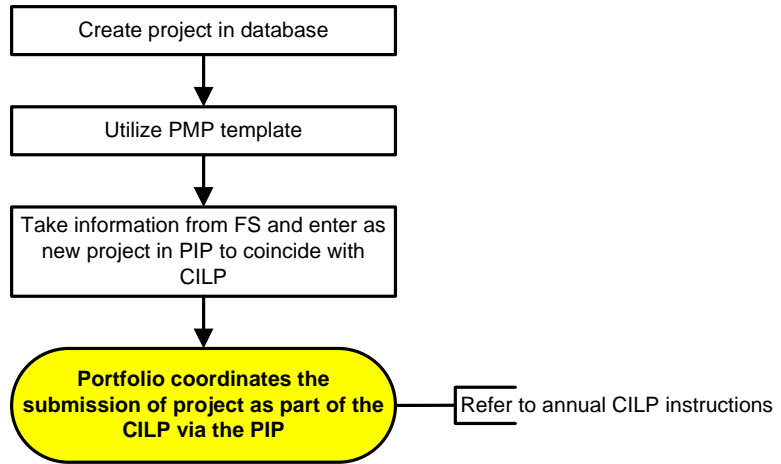 Create project in database
Utilize PMP template
Take information from FS and enter as
new project in PIP to coincide with
CILP
Portfolio coordinates the
submission of project as part of the
CILP via the PIP
Refer to annual CILP instructions